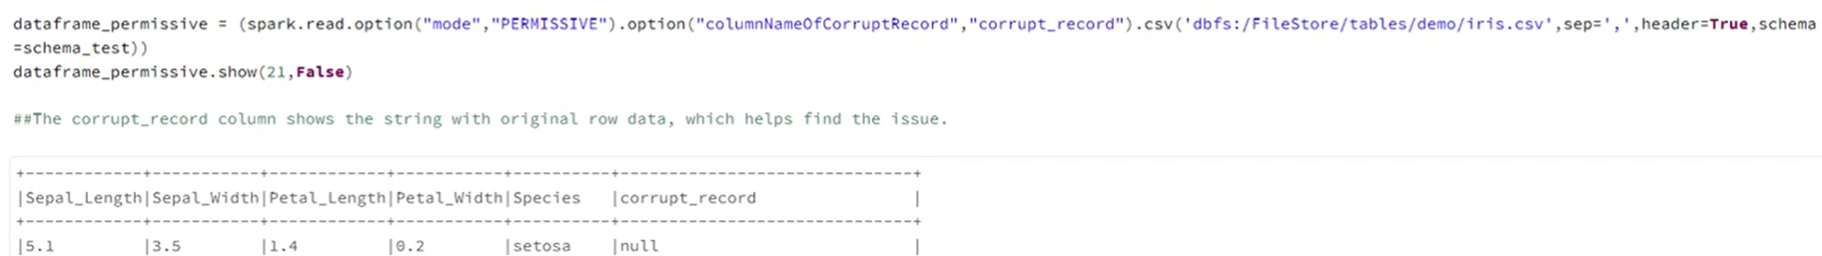 dataframe_permissive = (spark.read.option("mode","PERMISSIVE").option("columnNameOfCorruptRecord","corrupt_record").csv('dbfs:/FileStore/tables/demo/iris.csv',sep=',',header=True,schema
=schema_test))
dataframe_permissive.show(21,False)
##The corrupt_record column shows the string with original row data, which helps find the issue.
+------------+-----------+------------+-----------+----------+------------------------------+
|Sepal_Length|Sepal_Width|Petal_Length|Petal_Width|Species   |corrupt_record                |
+------------+-----------+------------+-----------+----------+------------------------------+
|5.1         |3.5        |1.4         |0.2        |setosa    |null                          |